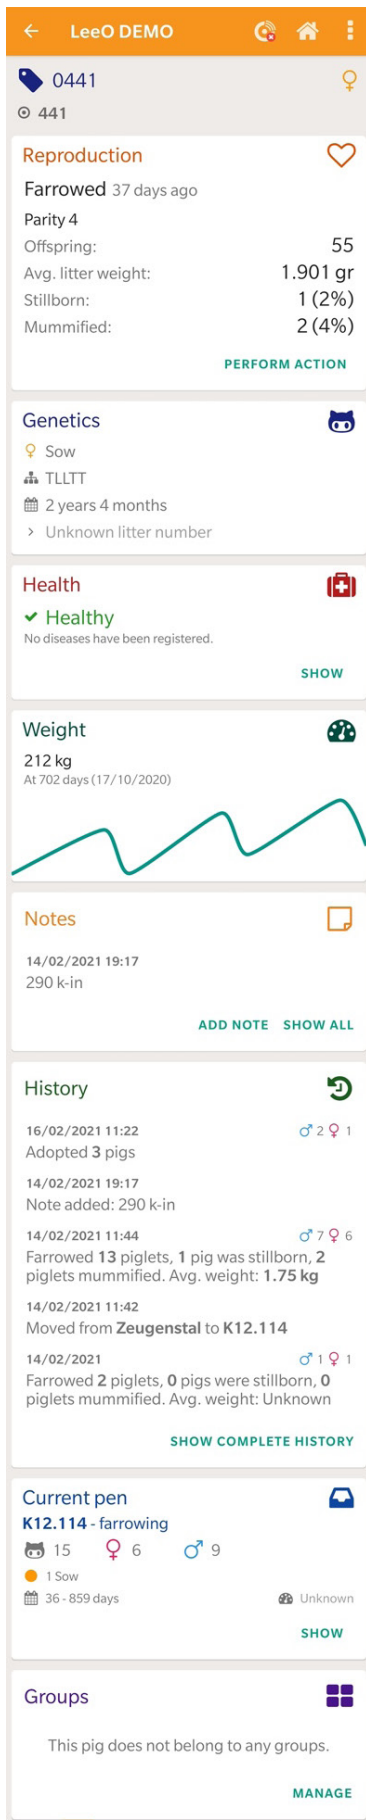 LeeO DEMO
0441
441
Reproduction
Farrowed 37 days ago
Parity 4
Offspring: 55
Avg. litter weight: 1.901 gr
Stillborn: 1 (2%)
Mummified: 2 (4%)
PERFORM ACTION
Genetics
Sow
TLLTT
2 years 4 months
> Unknown litter number
Health
Healthy
No diseases have been registered.
SHOW
Weight
212 kg
At 702 days (17/10/2020)
Notes
14/02/2021 19:17
290 k-in
ADD NOTE SHOW ALL
History
16/02/2021 11:22 ♂ 2 ♀ 1
Adopted 3 pigs
14/02/2021 19:17
Note added: 290 k-in
14/02/2021 11:44 ♂ 7 ♀ 6
Farrowed 13 piglets, 1 pig was stillborn, 2
piglets mummified. Avg. weight: 1.75 kg
14/02/2021 11:42
Moved from Zeugenstal to K12.114
14/02/2021 ♂ 1 ♀ 1
Farrowed 2 piglets, 0 pigs were stillborn, 0
piglets mummified. Avg. weight: Unknown
SHOW COMPLETE HISTORY
Current pen
K12.114 - farrowing
15 ♀ 6 ♂ 9
1 Sow
36 - 859 days Unknown
SHOW
Groups
This pig does not belong to any groups.
MANAGE